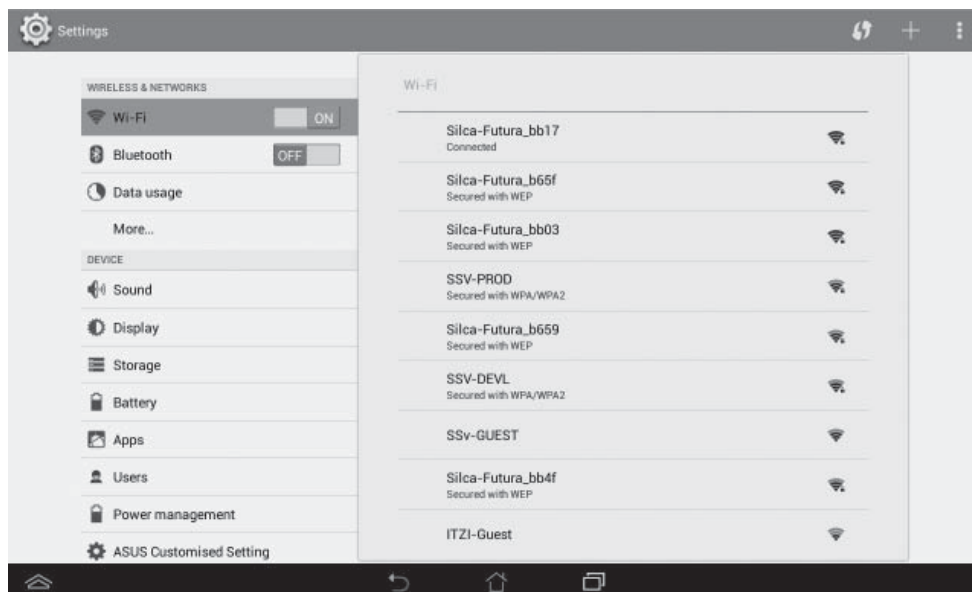 Settings
WIRELESS & NETWORKS
Wi-Fi
ON
Bluetooth
OFF
Data usage
More...
DEVICE
Sound
Display
Storage
Battery
Apps
Users
Power management
ASUS Customised Setting
Wi-Fi
Silca-Futura_bb17
Connected
Silca-Futura_b65f
Secured with WEP
Silca-Futura_bb03
Secured with WEP
SSV-PROD
Secured with WPA/WPA2
Silca-Futura_b659
Secured with WEP
SSV-DEVL
Secured with WPA/WPA2
SSv-GUEST
Silca-Futura_bb4f
Secured with WEP
ITZI-Guest